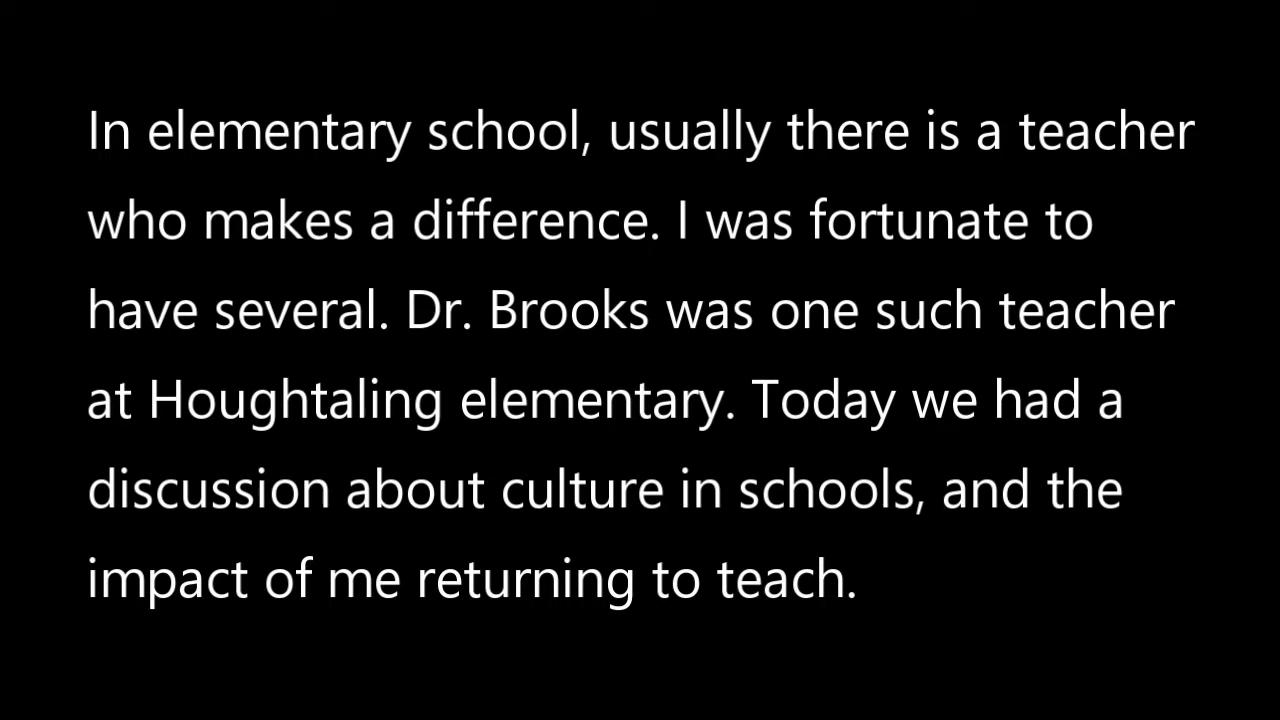 In elementary school, usually there is a teacher
who makes a difference. I was fortunate to
have several. Dr. Brooks was one such teacher
at Houghtaling elementary. Today we had a
discussion about culture in schools, and the
impact of me returning to teach.